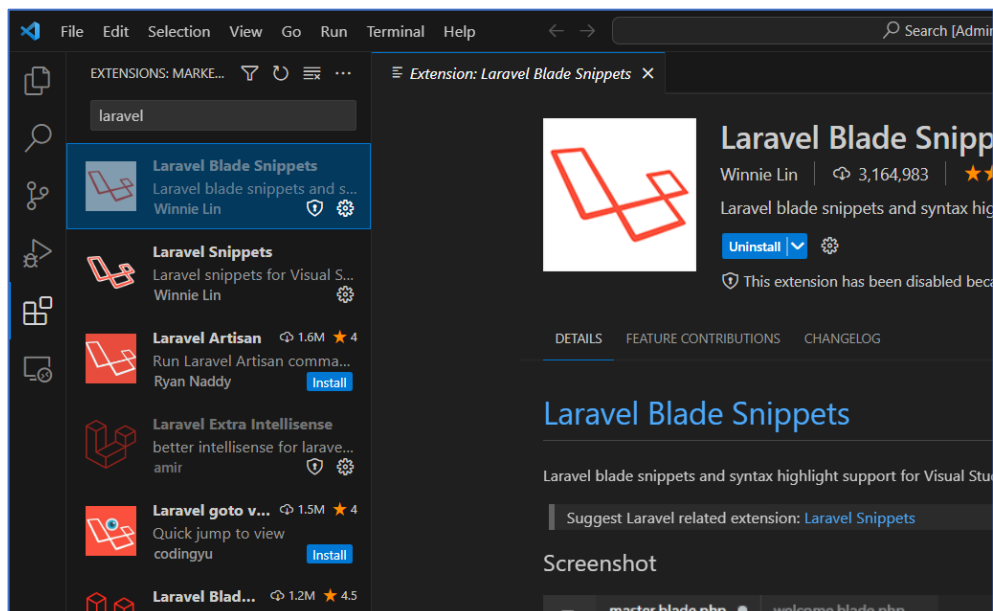 File Edit Selection View Go Run Terminal Help Search [Admin
EXTENSIONS: MARKE...
laravel
Laravel Blade Snippets
Laravel blade snippets and s...
Winnie Lin
Laravel Snippets
Laravel snippets for Visual S...
Winnie Lin
Laravel Artisan 1.6M 4
Run Laravel Artisan comma...
Ryan Naddy Install
Laravel Extra Intellisense
better intellisense for larave...
amir
Laravel goto v... 1.5M 4
Quick jump to view
codingyu Install
Laravel Blad... 1.2M 4.5
Extension: Laravel Blade Snippets
Laravel Blade Snipp
Winnie Lin 3,164,983
Laravel blade snippets and syntax hig
Uninstall
This extension has been disabled beca
DETAILS FEATURE CONTRIBUTIONS CHANGELOG
Laravel Blade Snippets
Laravel blade snippets and syntax highlight support for Visual Stu
Suggest Laravel related extension: Laravel Snippets
Screenshot
master.blade.php welcome.blade.php